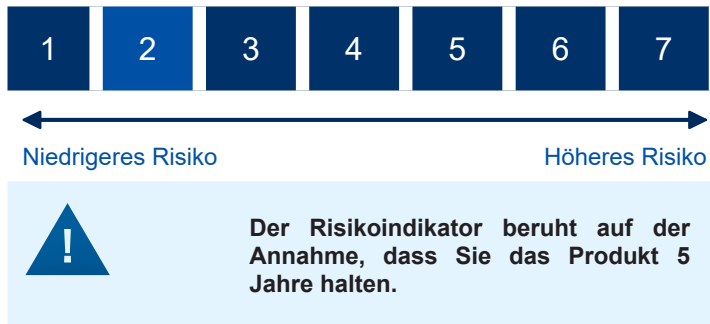 1 2 3 4 5 6 7
Niedrigeres Risiko Höheres Risiko
!
Der Risikoindikator beruht auf der
Annahme, dass Sie das Produkt 5
Jahre halten.